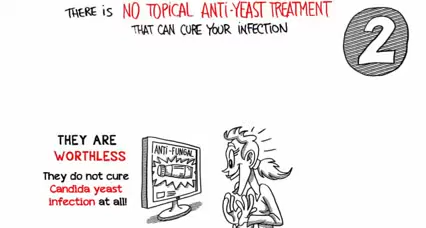 THERE IS NO TOPICAL ANTI-YEAST TREATMENT
THAT CAN CURE YOUR INFECTION
2
THEY ARE
WORTHLESS
They do not cure
Candida yeast
infection at all!
ANTI-FUNGAL